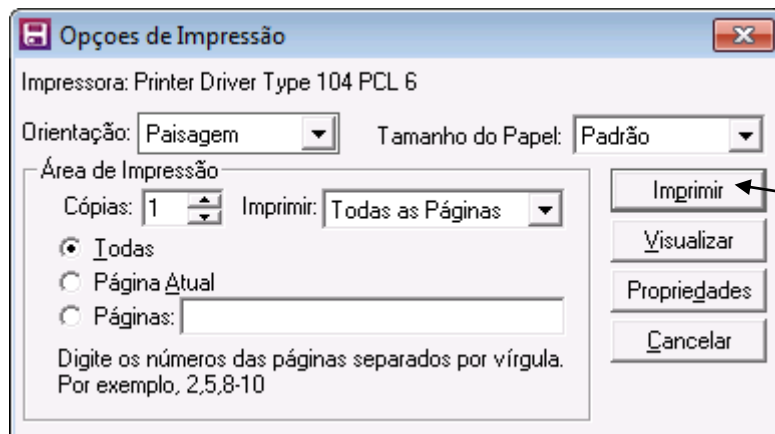 Opçoes de Impressão
Impressora: Printer Driver Type 104 PCL 6
Orientação: Paisagem Tamanho do Papel: Padrão
Área de Impressão
Cópias: 1 Imprimir: Todas as Páginas
Imprimir
Todas
Visualizar
Página Atual
Propriedades
Páginas:
Cancelar
Digite os números das páginas separados por vírgula.
Por exemplo, 2,5,8-10